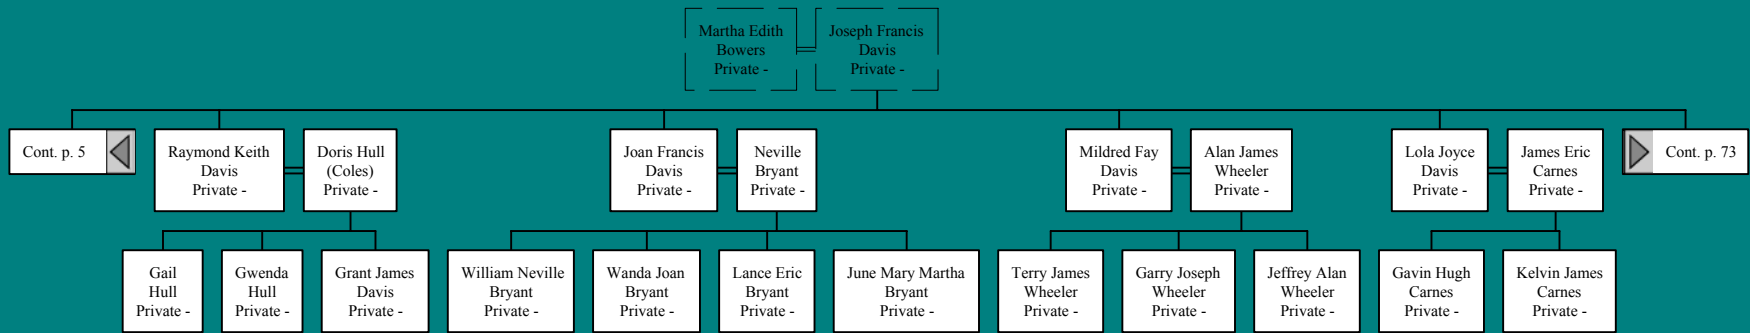 Martha Edith
Bowers
Private -
Joseph Francis
Davis
Private -
Cont. p. 5
Raymond Keith
Davis
Private -
Doris Hull
(Coles)
Private -
Joan Francis
Davis
Private -
Neville
Bryant
Private -
Mildred Fay
Davis
Private -
Alan James
Wheeler
Private -
Lola Joyce
Davis
Private -
James Eric
Carnes
Private -
Cont. p. 73
Gail
Hull
Private -
Gwenda
Hull
Private -
Grant James
Davis
Private -
William Neville
Bryant
Private -
Wanda Joan
Bryant
Private -
Lance Eric
Bryant
Private -
June Mary Martha
Bryant
Private -
Terry James
Wheeler
Private -
Garry Joseph
Wheeler
Private -
Jeffrey Alan
Wheeler
Private -
Gavin Hugh
Carnes
Private -
Kelvin James
Carnes
Private -